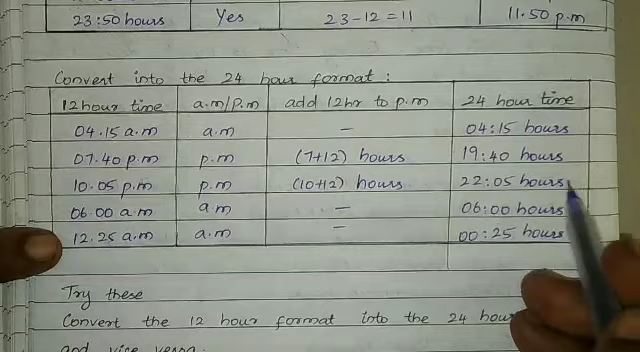 23:50 hours Yes 23-12=11 11.50 p.m
Convert into the 24 hour format:
12hour time a.m/p.m add 12hr to p.m 24 hour time
04.15 a.m a.m – 04:15 hours
07.40 p.m p.m (7+12) hours 19:40 hours
10.05 p.m p.m (10+12) hours 22:05 hours
06.00 a.m a.m – 06:00 hours
12.25 a.m a.m – 00:25 hours
Try these
Convert the 12 hour format into the 24 hour
and vice versa.